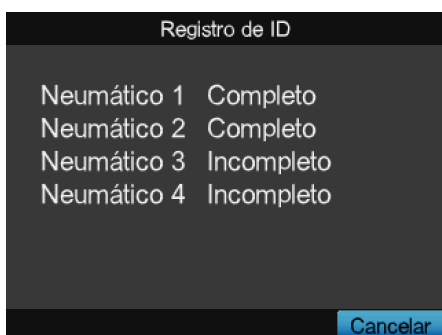 Registro de ID
Neumático 1 Completo
Neumático 2 Completo
Neumático 3 Incompleto
Neumático 4 Incompleto
Cancelar